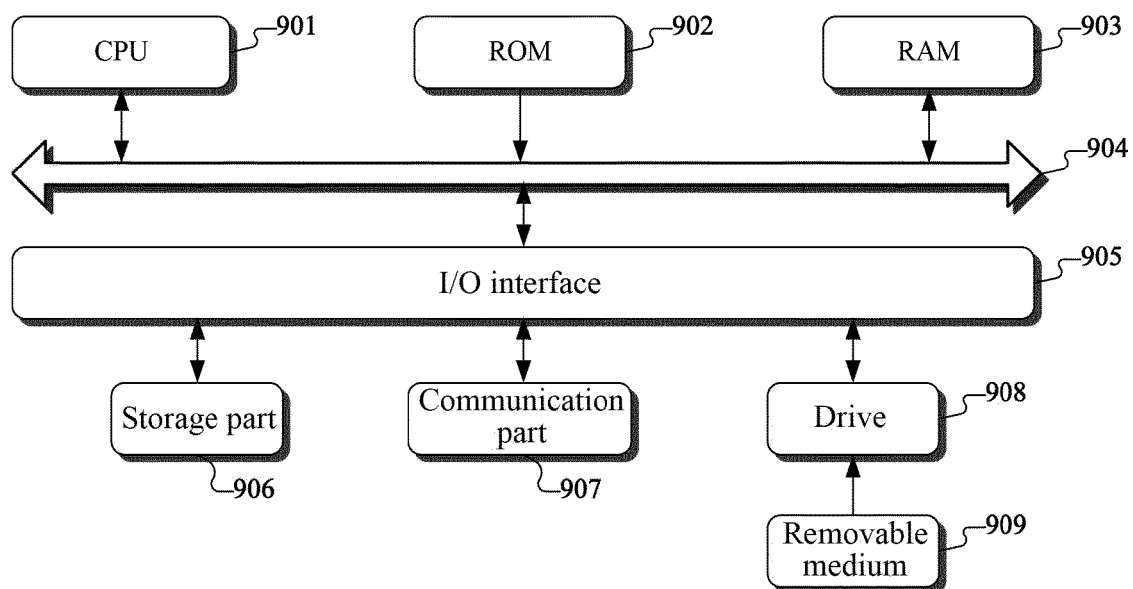 CPU
901
ROM
902
RAM
903
904
I/O interface
905
Storage part
906
Communication
part
907
Drive
908
Removable
medium
909